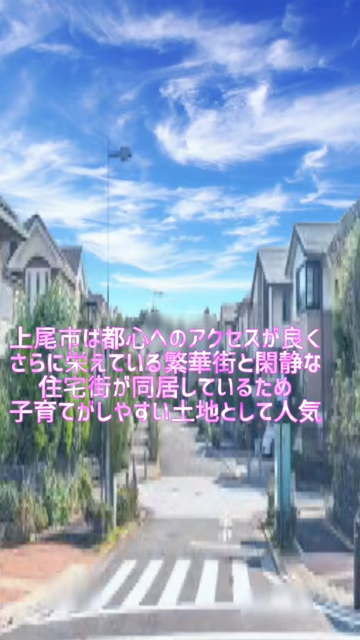 上尾市は都心へのアクセスが良く
さらに栄えている繁華街と閑静な
住宅街が同居しているため
子育てがしやすい土地として人気